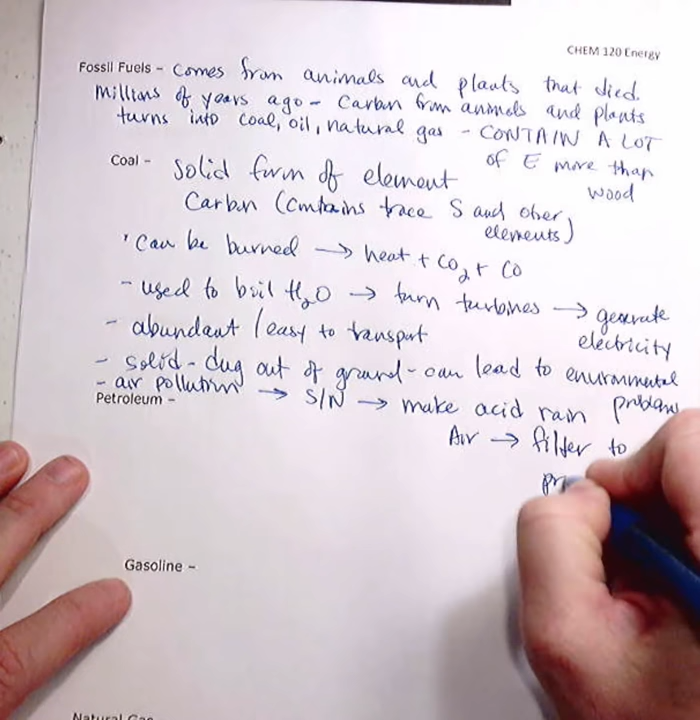 CHEM 120 Energy
Fossil Fuels - comes from animals and plants that died.
Millions of years ago - Carbon from animals and plants
turns into coal, oil, natural gas - CONTAIN A LOT
of E more than
wood
Coal - Solid form of element
Carbon (contains trace S and other
elements)
• Can be burned → heat + CO2 + CO
- used to boil H2O → turn turbines → generate
electricity
- abundant / easy to transport
- solid - dug out of ground - can lead to environmental
problems
- air pollution → S/N → make acid rain
Petroleum -
Air → filter to
Gasoline -
Natural Gas